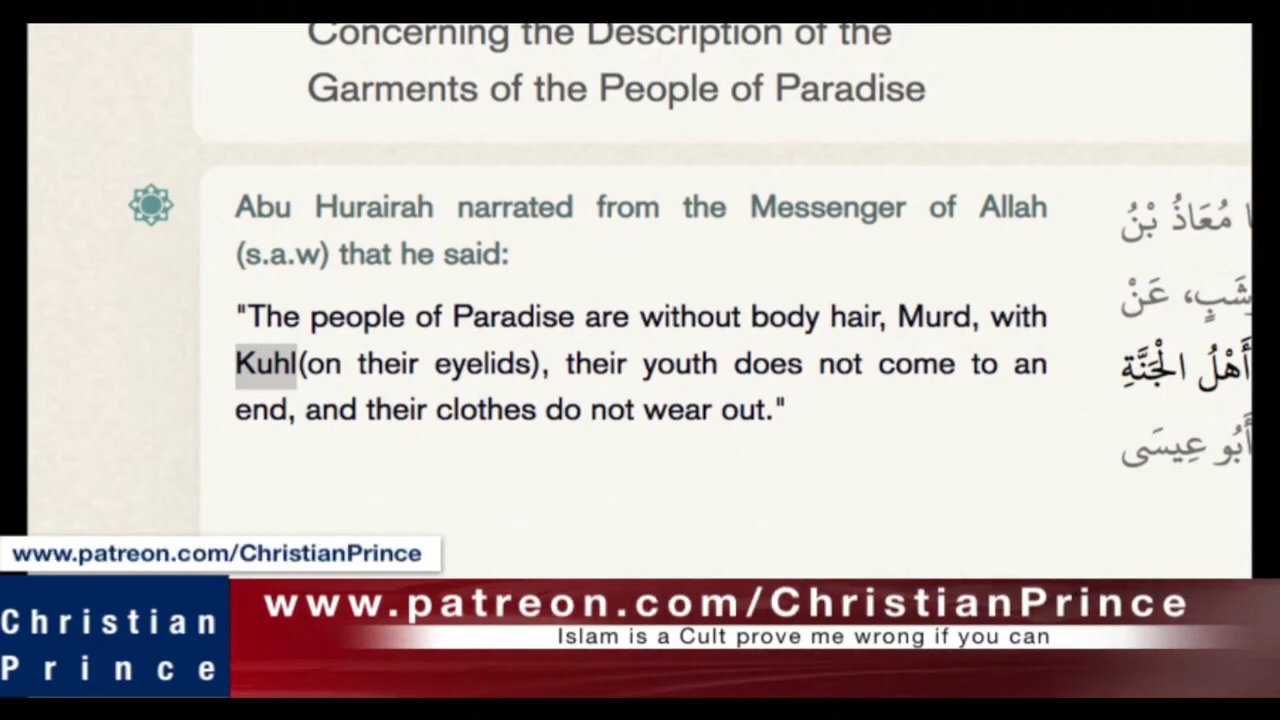 Concerning the Description of the
Garments of the People of Paradise
Abu Hurairah narrated from the Messenger of Allah
(s.a.w) that he said:
"The people of Paradise are without body hair, Murd, with
Kuhl(on their eyelids), their youth does not come to an
end, and their clothes do not wear out."
مُعَاذُ بْنُ
شَبٍ، عَنْ
أَهْلُ الْجَنَّةِ
أَبُو عِيسَى
www.patreon.com/ChristianPrince
Christian
Prince
www.patreon.com/ChristianPrince
Islam is a Cult prove me wrong if you can